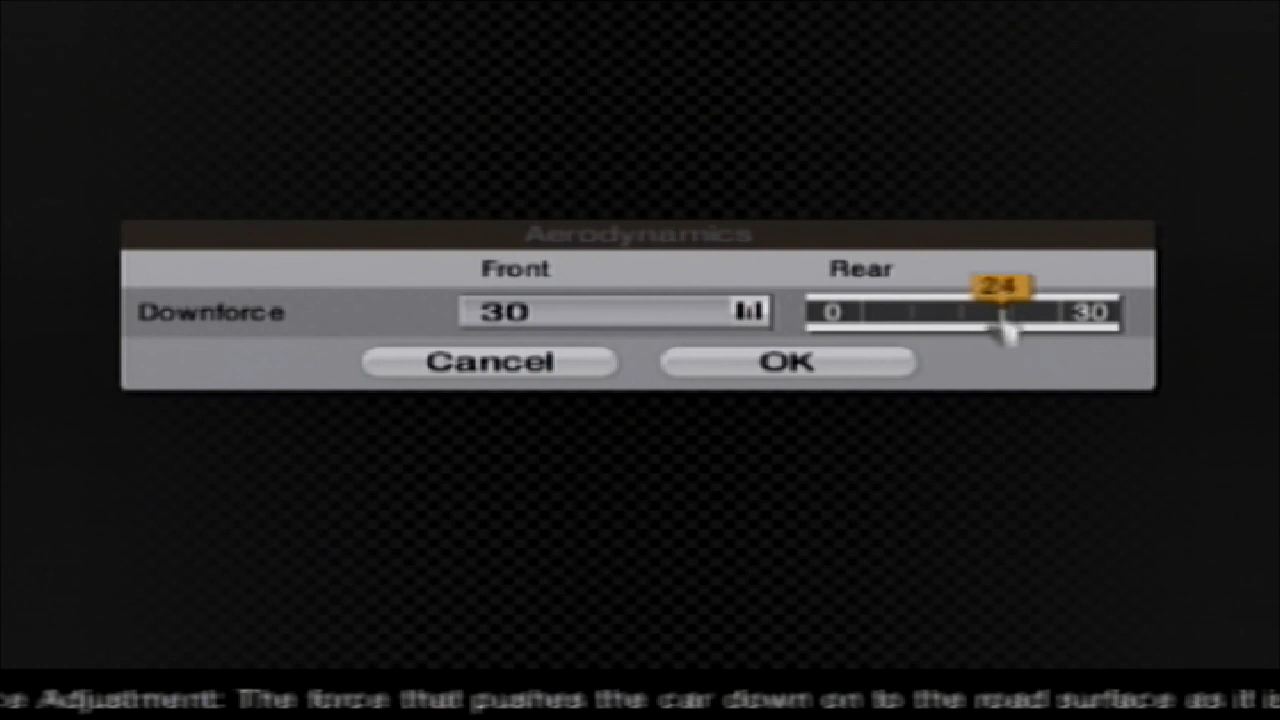 Aerodynamics
Front Rear
24
Downforce 30 0 30
Cancel OK
Adjustment: The force that pushes the car down on to the road surface as it